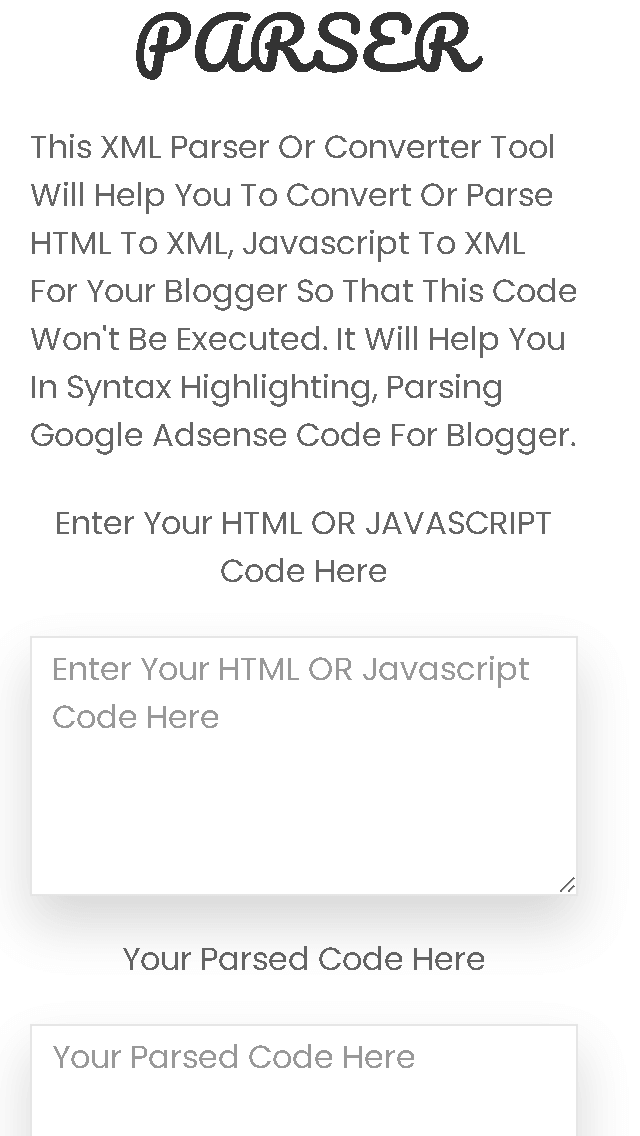 PARSER
This XML Parser Or Converter Tool
Will Help You To Convert Or Parse
HTML To XML, Javascript To XML
For Your Blogger So That This Code
Won't Be Executed. It Will Help You
In Syntax Highlighting, Parsing
Google Adsense Code For Blogger.
Enter Your HTML OR JAVASCRIPT
Code Here
Enter Your HTML OR Javascript
Code Here
Your Parsed Code Here
Your Parsed Code Here